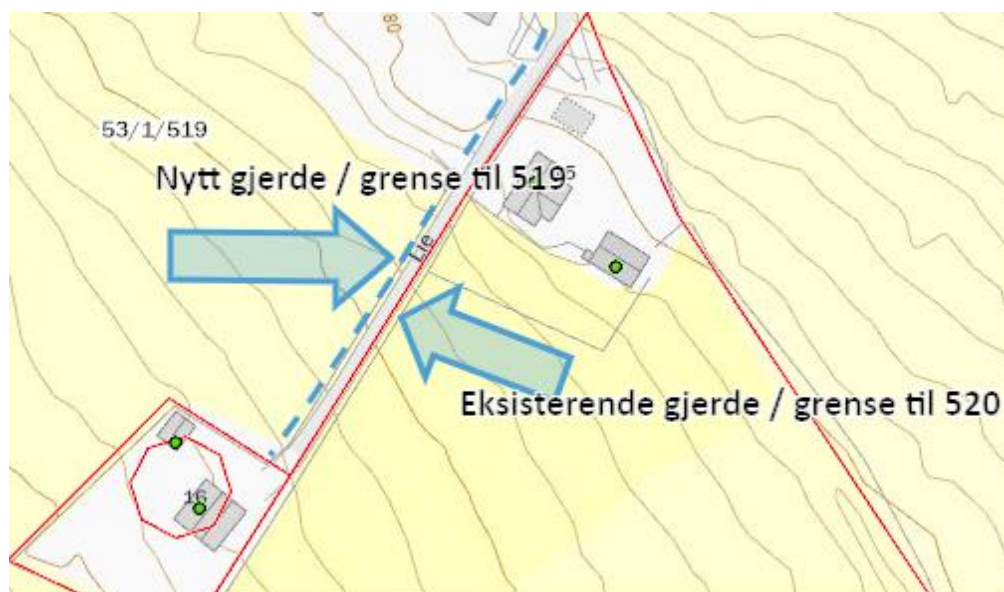 80
53/1/519
Nytt gjerde / grense til 519
5
Lie
Eksisterende gjerde / grense til 520
16